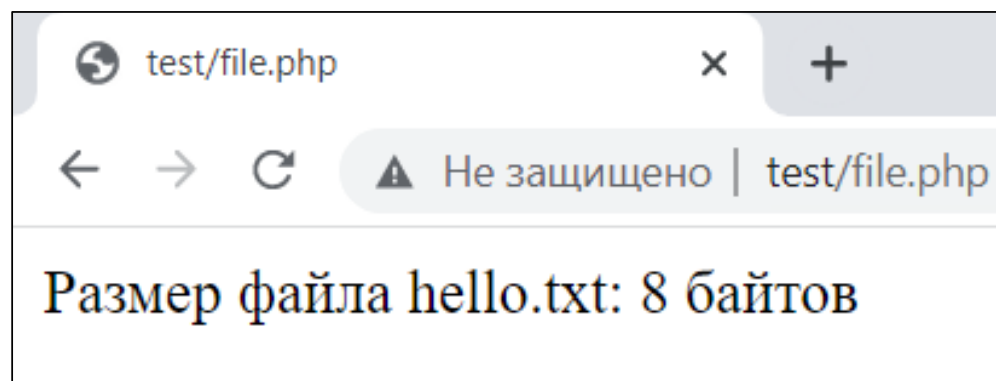 test/file.php
Не защищено | test/file.php
Размер файла hello.txt: 8 байтов